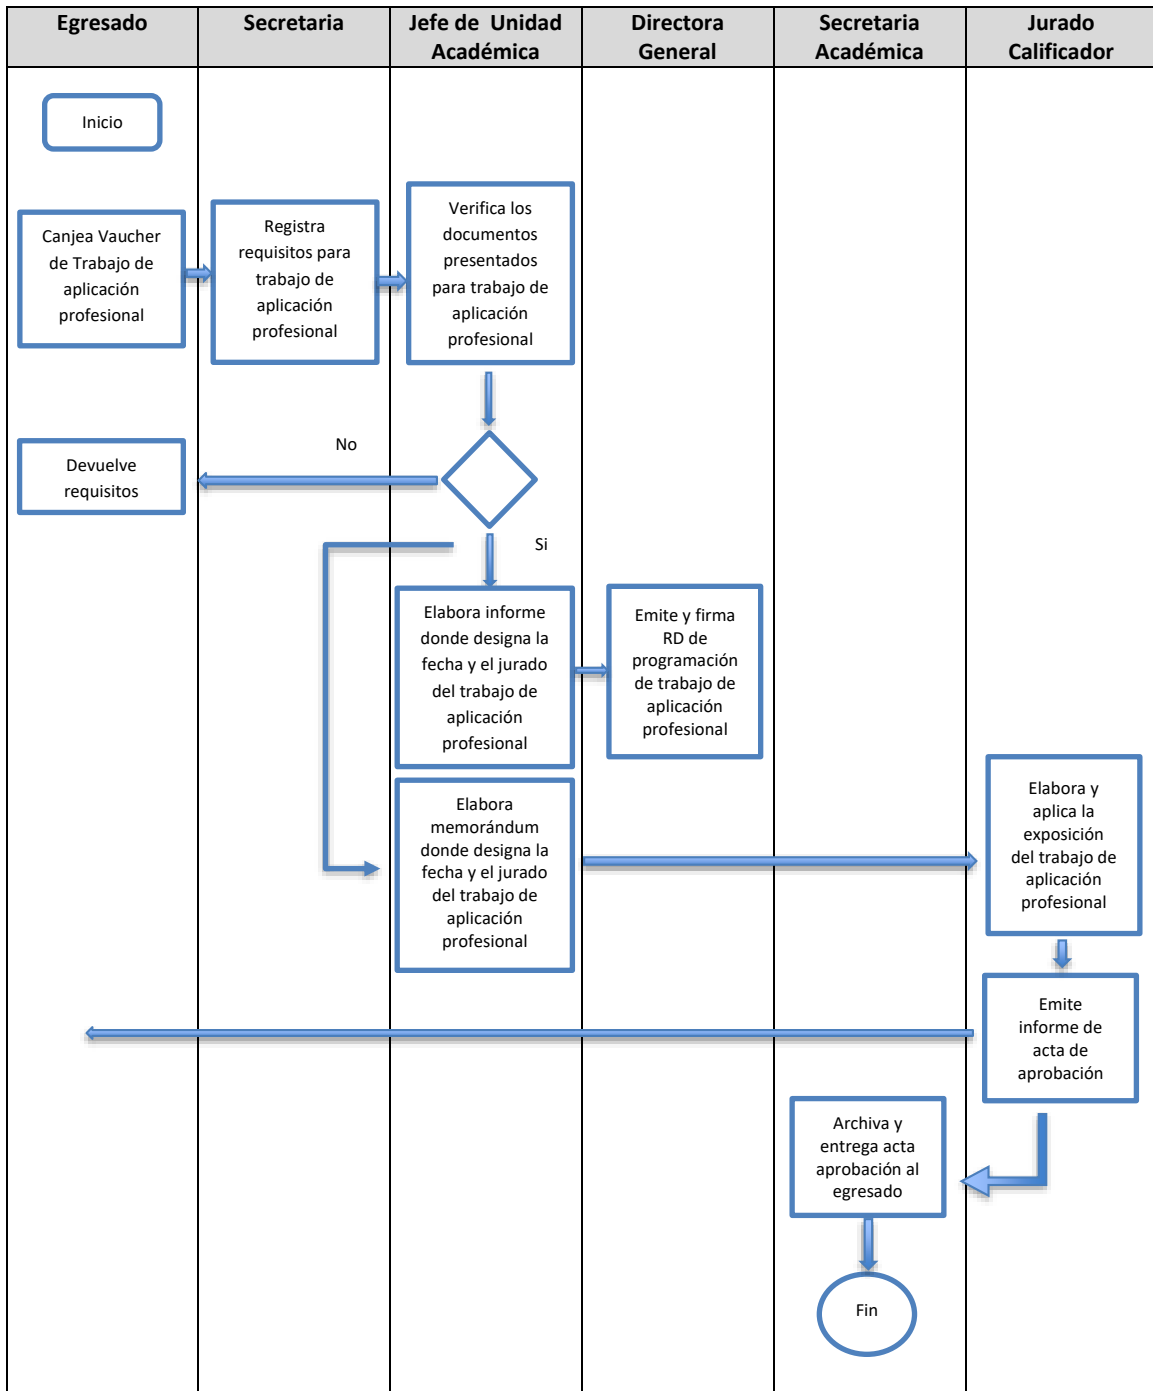 Egresado
Secretaria
Jefe de Unidad
Académica
Directora
General
Secretaria
Académica
Jurado
Calificador
Inicio
Canjea Vaucher
de Trabajo de
aplicación
profesional
Registra
requisitos para
trabajo de
aplicación
profesional
Verifica los
documentos
presentados
para trabajo de
aplicación
profesional
No
Devuelve
requisitos
Si
Elabora informe
donde designa la
fecha y el jurado
del trabajo de
aplicación
profesional
Emite y firma
RD de
programación
de trabajo de
aplicación
profesional
Elabora
memorándum
donde designa la
fecha y el jurado
del trabajo de
aplicación
profesional
Elabora y
aplica la
exposición
del trabajo de
aplicación
profesional
Emite
informe de
acta de
aprobación
Archiva y
entrega acta
aprobación al
egresado
Fin